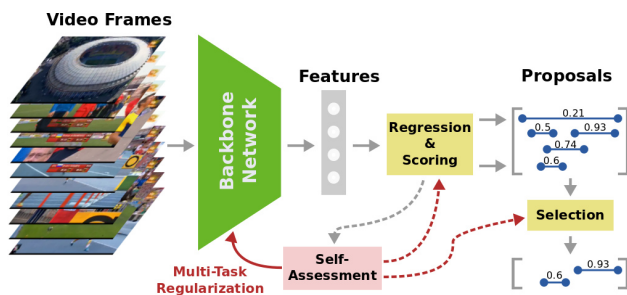 Video Frames
Backbone
Network
Features
Regression
&
Scoring
Proposals
0.21
0.5
0.93
0.74
0.6
Selection
Self-
Assessment
Multi-Task
Regularization
0.93
0.6